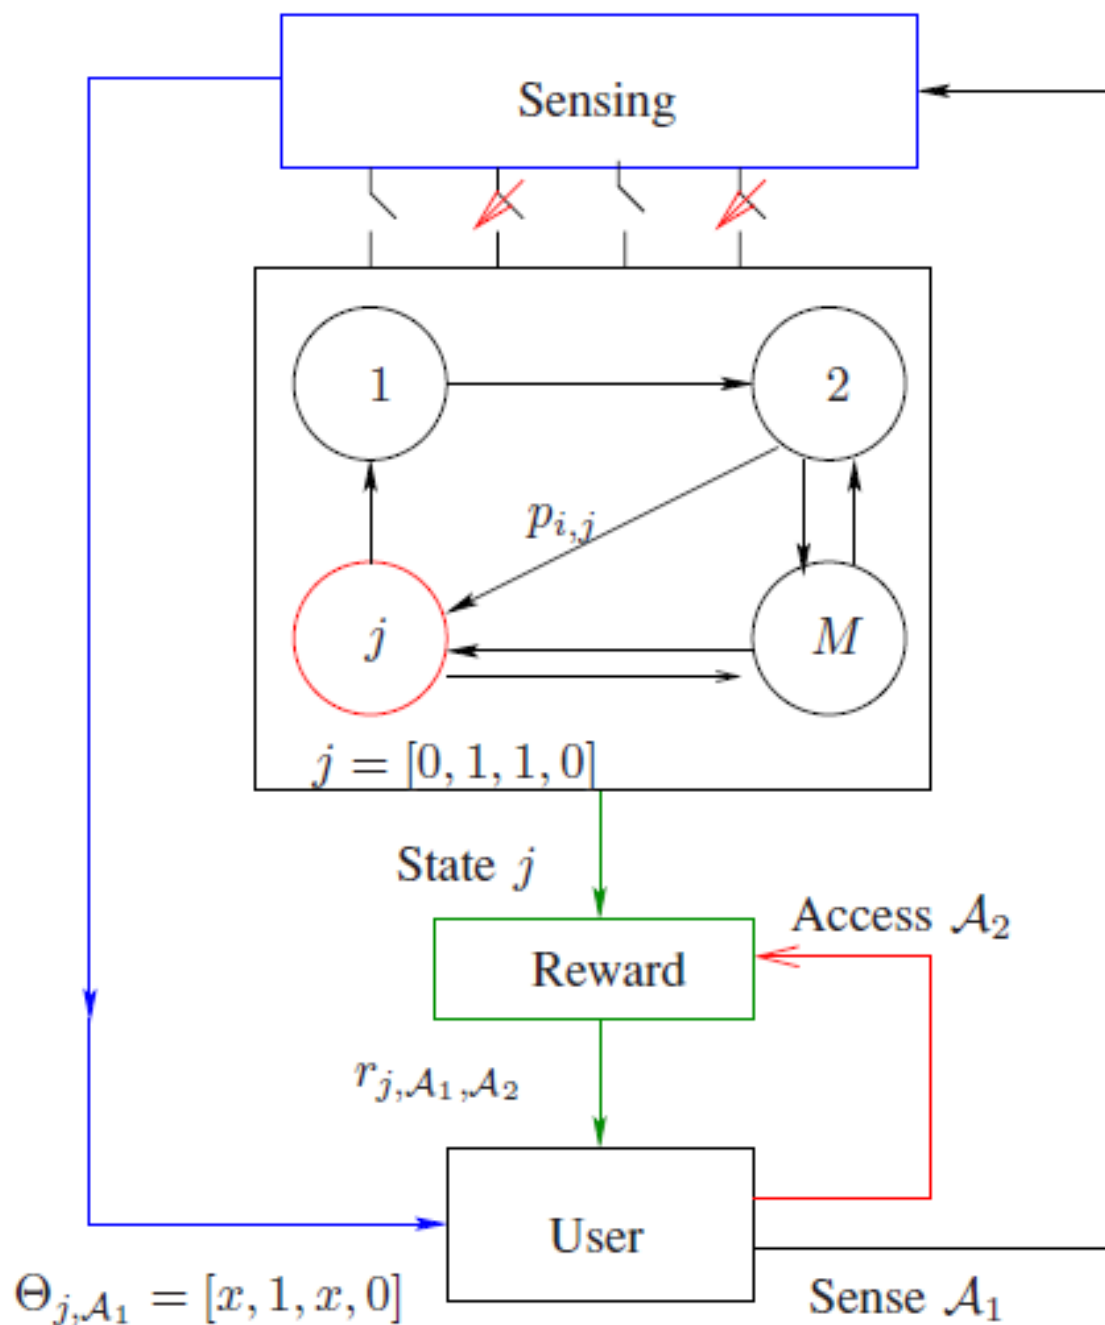 Sensing
1
2
p_{i,j}
j
M
j = [0, 1, 1, 0]
State j
Access 𝒜₂
Reward
r_{j,𝒜₁,𝒜₂}
User
Θ_{j,𝒜₁} = [x, 1, x, 0]
Sense 𝒜₁